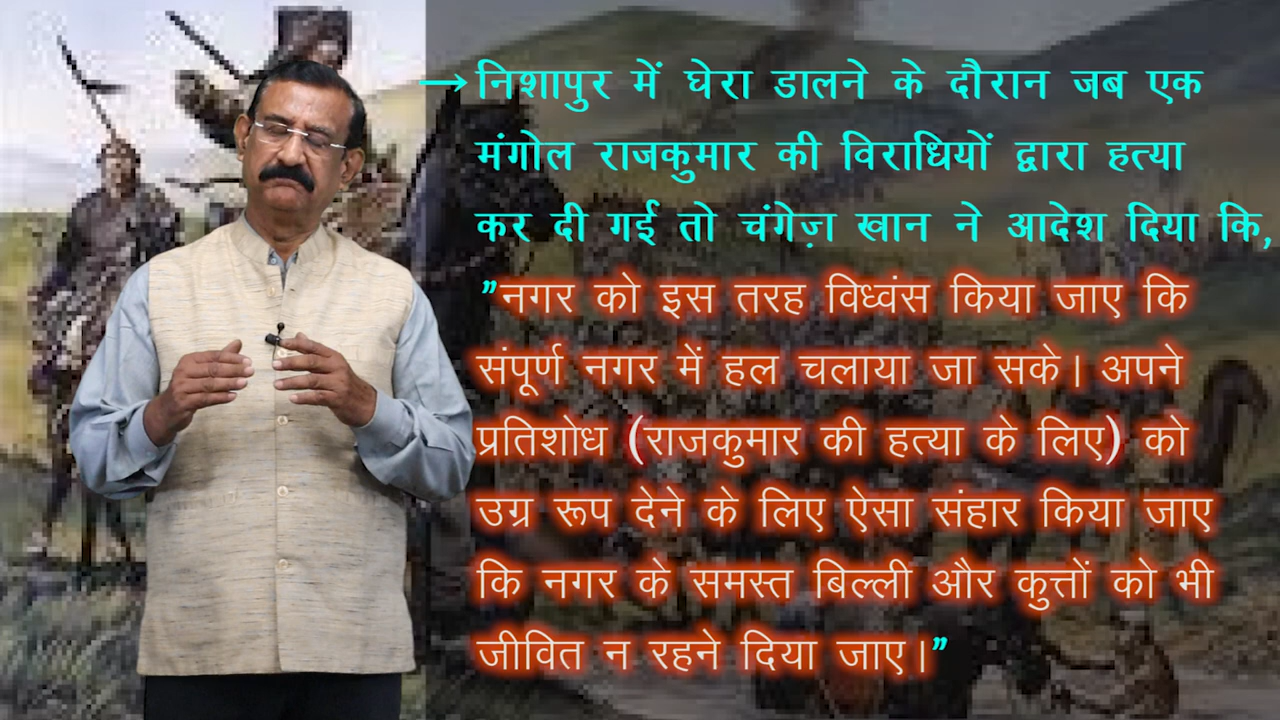 → निशापुर में घेरा डालने के दौरान जब एक
मंगोल राजकुमार की विराधियों द्वारा हत्या
कर दी गई तो चंगेज़ खान ने आदेश दिया कि,
"नगर को इस तरह विध्वंस किया जाए कि
संपूर्ण नगर में हल चलाया जा सके। अपने
प्रतिशोध (राजकुमार की हत्या के लिए) को
उग्र रूप देने के लिए ऐसा संहार किया जाए
कि नगर के समस्त बिल्ली और कुत्तों को भी
जीवित न रहने दिया जाए।"